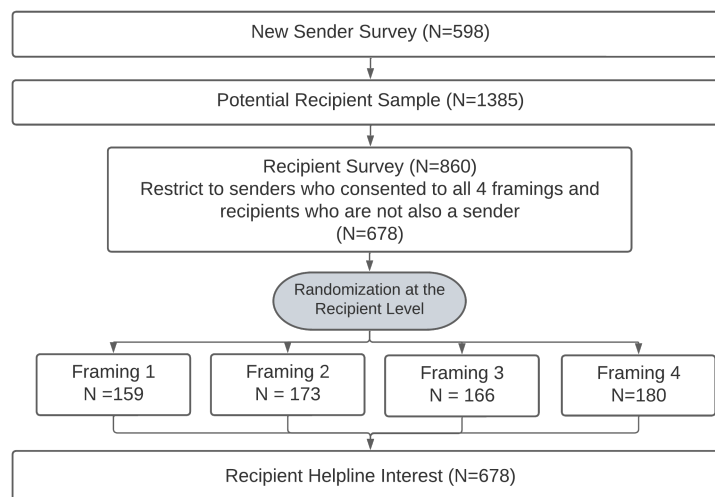 New Sender Survey (N=598)
Potential Recipient Sample (N=1385)
Recipient Survey (N=860)
Restrict to senders who consented to all 4 framings and
recipients who are not also a sender
(N=678)
Randomization at the
Recipient Level
Framing 1
N =159
Framing 2
N = 173
Framing 3
N = 166
Framing 4
N=180
Recipient Helpline Interest (N=678)